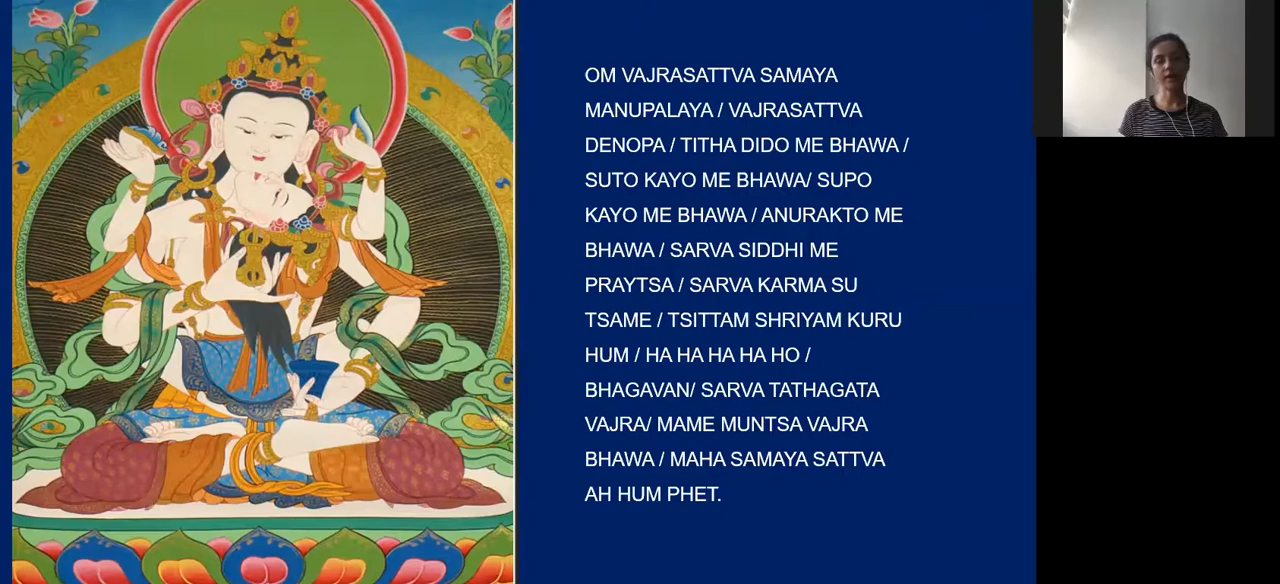 OM VAJRASATTVA SAMAYA
MANUPALAYA / VAJRASATTVA
DENOPA / TITHA DIDO ME BHAWA /
SUTO KAYO ME BHAWA/ SUPO
KAYO ME BHAWA / ANURAKTO ME
BHAWA / SARVA SIDDHI ME
PRAYTSA / SARVA KARMA SU
TSAME / TSITTAM SHRIYAM KURU
HUM / HA HA HA HA HO /
BHAGAVAN/ SARVA TATHAGATA
VAJRA/ MAME MUNTSA VAJRA
BHAWA / MAHA SAMAYA SATTVA
AH HUM PHET.